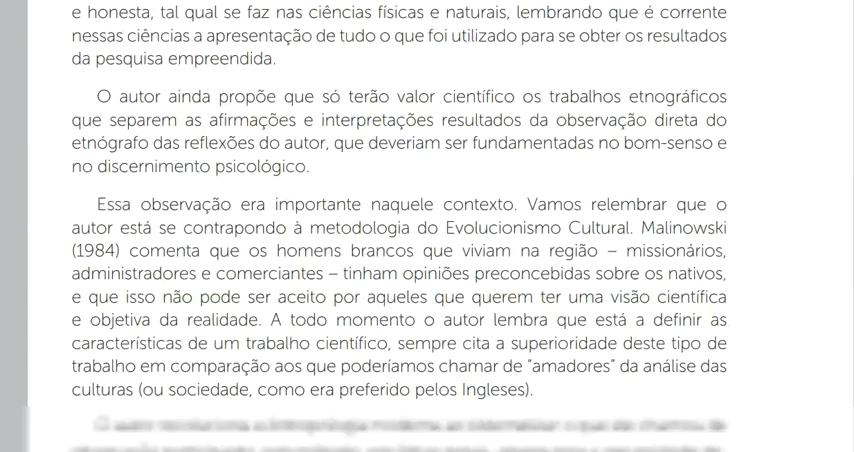 e honesta, tal qual se faz nas ciências físicas e naturais, lembrando que é corrente
nessas ciências a apresentação de tudo o que foi utilizado para se obter os resultados
da pesquisa empreendida.
O autor ainda propõe que só terão valor científico os trabalhos etnográficos
que separem as afirmações e interpretações resultados da observação direta do
etnógrafo das reflexões do autor, que deveriam ser fundamentadas no bom-senso e
no discernimento psicológico.
Essa observação era importante naquele contexto. Vamos relembrar que o
autor está se contrapondo à metodologia do Evolucionismo Cultural. Malinowski
(1984) comenta que os homens brancos que viviam na região – missionários,
administradores e comerciantes – tinham opiniões preconcebidas sobre os nativos,
e que isso não pode ser aceito por aqueles que querem ter uma visão científica
e objetiva da realidade. A todo momento o autor lembra que está a definir as
características de um trabalho científico, sempre cita a superioridade deste tipo de
trabalho em comparação aos que poderíamos chamar de “amadores” da análise das
culturas (ou sociedade, como era preferido pelos Ingleses).